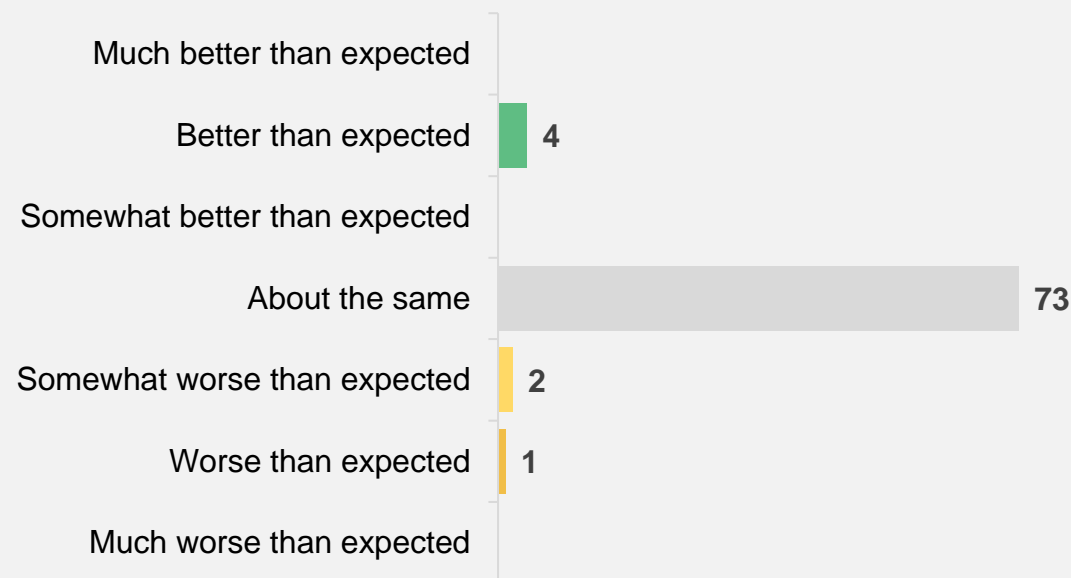 Much better than expected
Better than expected 4
Somewhat better than expected
About the same 73
Somewhat worse than expected 2
Worse than expected 1
Much worse than expected